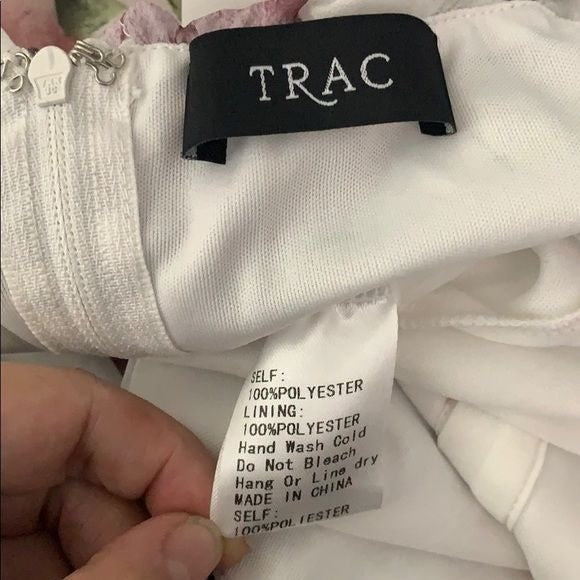 TRAC
SELF:
100%POLYESTER
LINING:
100%POLYESTER
Hand Wash Cold
Do Not Bleach
Hang Or Line dry
MADE IN CHINA
SELF:
100%POLIESTER